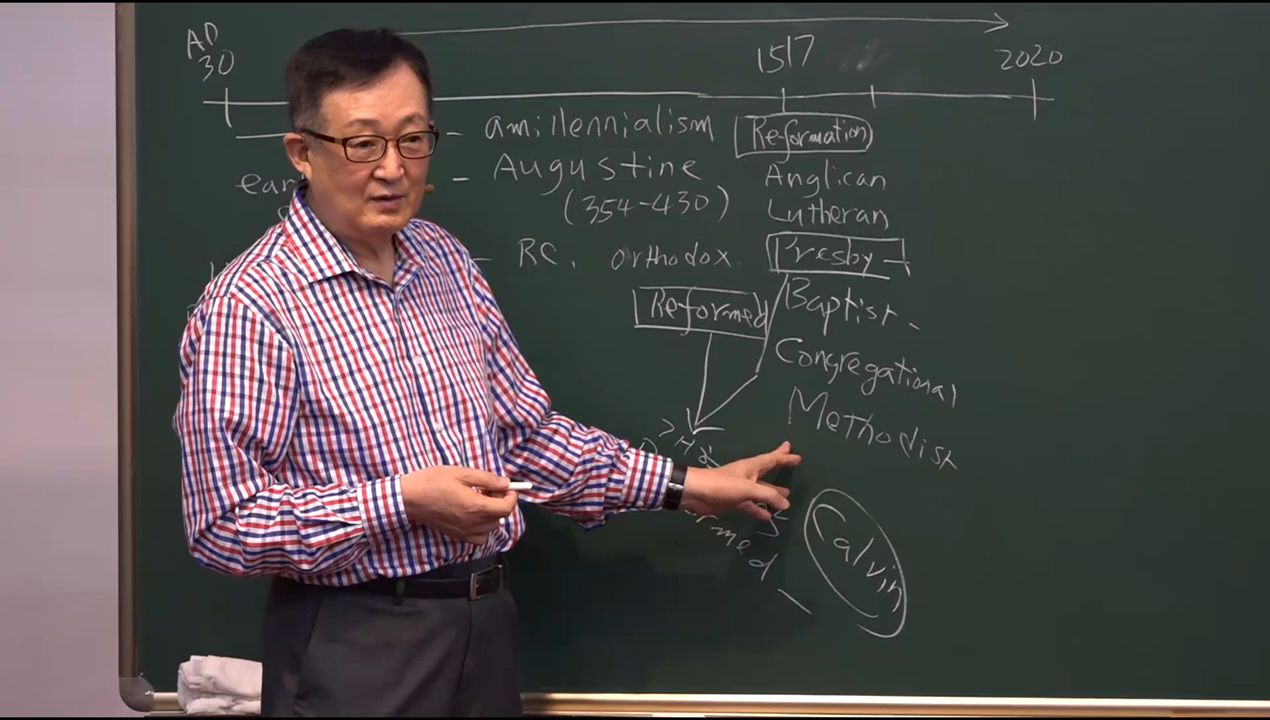 AD
30
1517
2020
- amillennialism
Reformation
- Augustine
(354-430)
Anglican
Lutheran
- RC. orthodox
Presby -
Reformed
Baptist -
Congregational
Methodist
Calvin